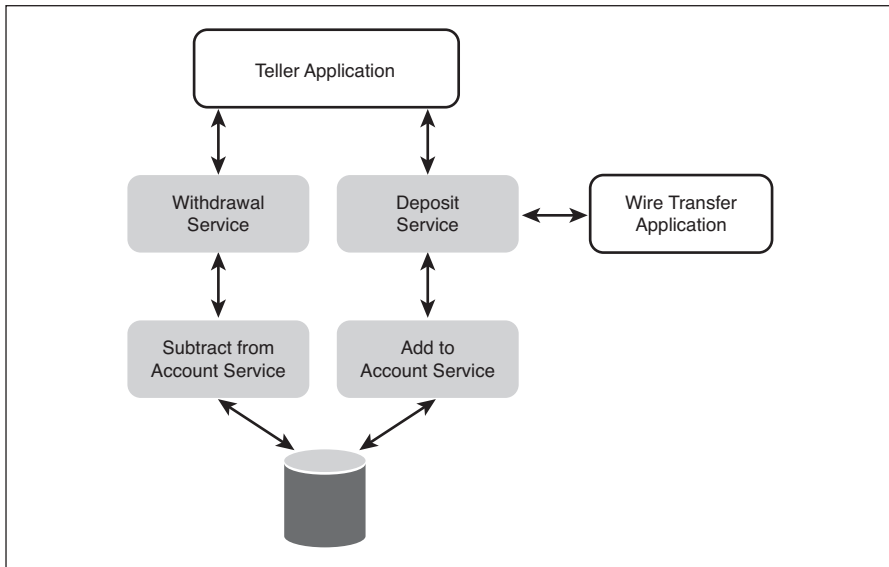 Teller Application
Withdrawal
Service
Deposit
Service
Wire Transfer
Application
Subtract from
Account Service
Add to
Account Service